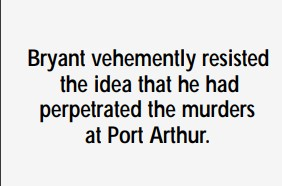 Bryant vehemently resisted
the idea that he had
perpetrated the murders
at Port Arthur.